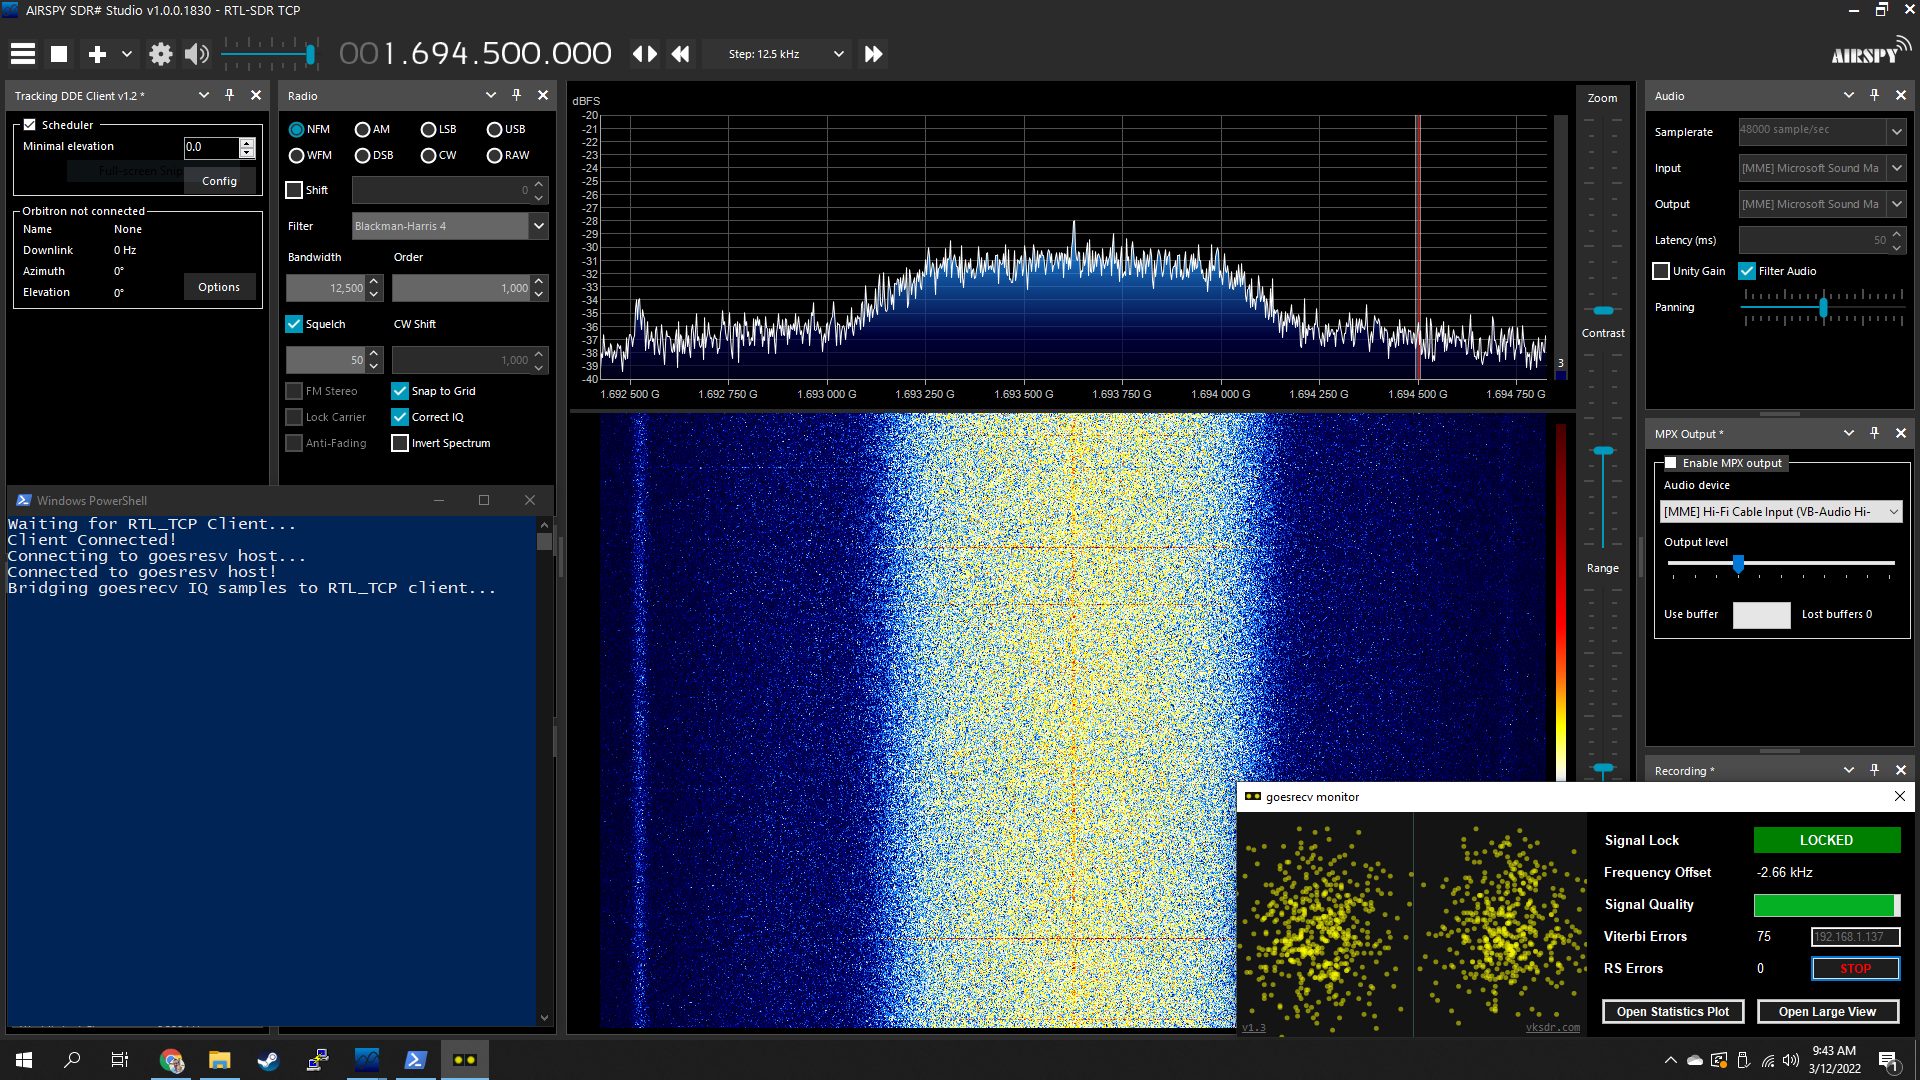 AIRSPY SDR# Studio v1.0.0.1830 - RTL-SDR TCP
001.694.500.000
Step: 12.5 kHz
AIRSPY
Tracking DDE Client v1.2 *
Scheduler
Minimal elevation
0.0
Full-screen Snip
Config
Orbitron not connected
Name None
Downlink 0 Hz
Azimuth 0°
Elevation 0°
Options
Radio
NFM AM LSB USB
WFM DSB CW RAW
Shift 0
Filter Blackman-Harris 4
Bandwidth Order
12,500 1,000
Squelch CW Shift
50 1,000
FM Stereo Snap to Grid
Lock Carrier Correct IQ
Anti-Fading Invert Spectrum
Windows PowerShell
Waiting for RTL_TCP Client...
Client Connected!
Connecting to goesresv host...
Connected to goesresv host!
Bridging goesrecv IQ samples to RTL_TCP client...
dBFS
-20
-21
-22
-23
-24
-25
-26
-27
-28
-29
-30
-31
-32
-33
-34
-35
-36
-37
-38
-39
-40
3
1.692 500 G 1.692 750 G 1.693 000 G 1.693 250 G 1.693 500 G 1.693 750 G 1.694 000 G 1.694 250 G 1.694 500 G 1.694 750 G
Zoom
Contrast
Range
Audio
Samplerate 48000 sample/sec
Input [MME] Microsoft Sound Ma
Output [MME] Microsoft Sound Ma
Latency (ms) 50
Unity Gain Filter Audio
Panning
MPX Output *
Enable MPX output
Audio device
[MME] Hi-Fi Cable Input (VB-Audio Hi-
Output level
Use buffer Lost buffers 0
Recording *
goesrecv monitor
Signal Lock LOCKED
Frequency Offset -2.66 kHz
Signal Quality
Viterbi Errors 75 192.168.1.137
RS Errors 0 STOP
Open Statistics Plot Open Large View
v1.3 vksdr.com
9:43 AM
3/12/2022
1